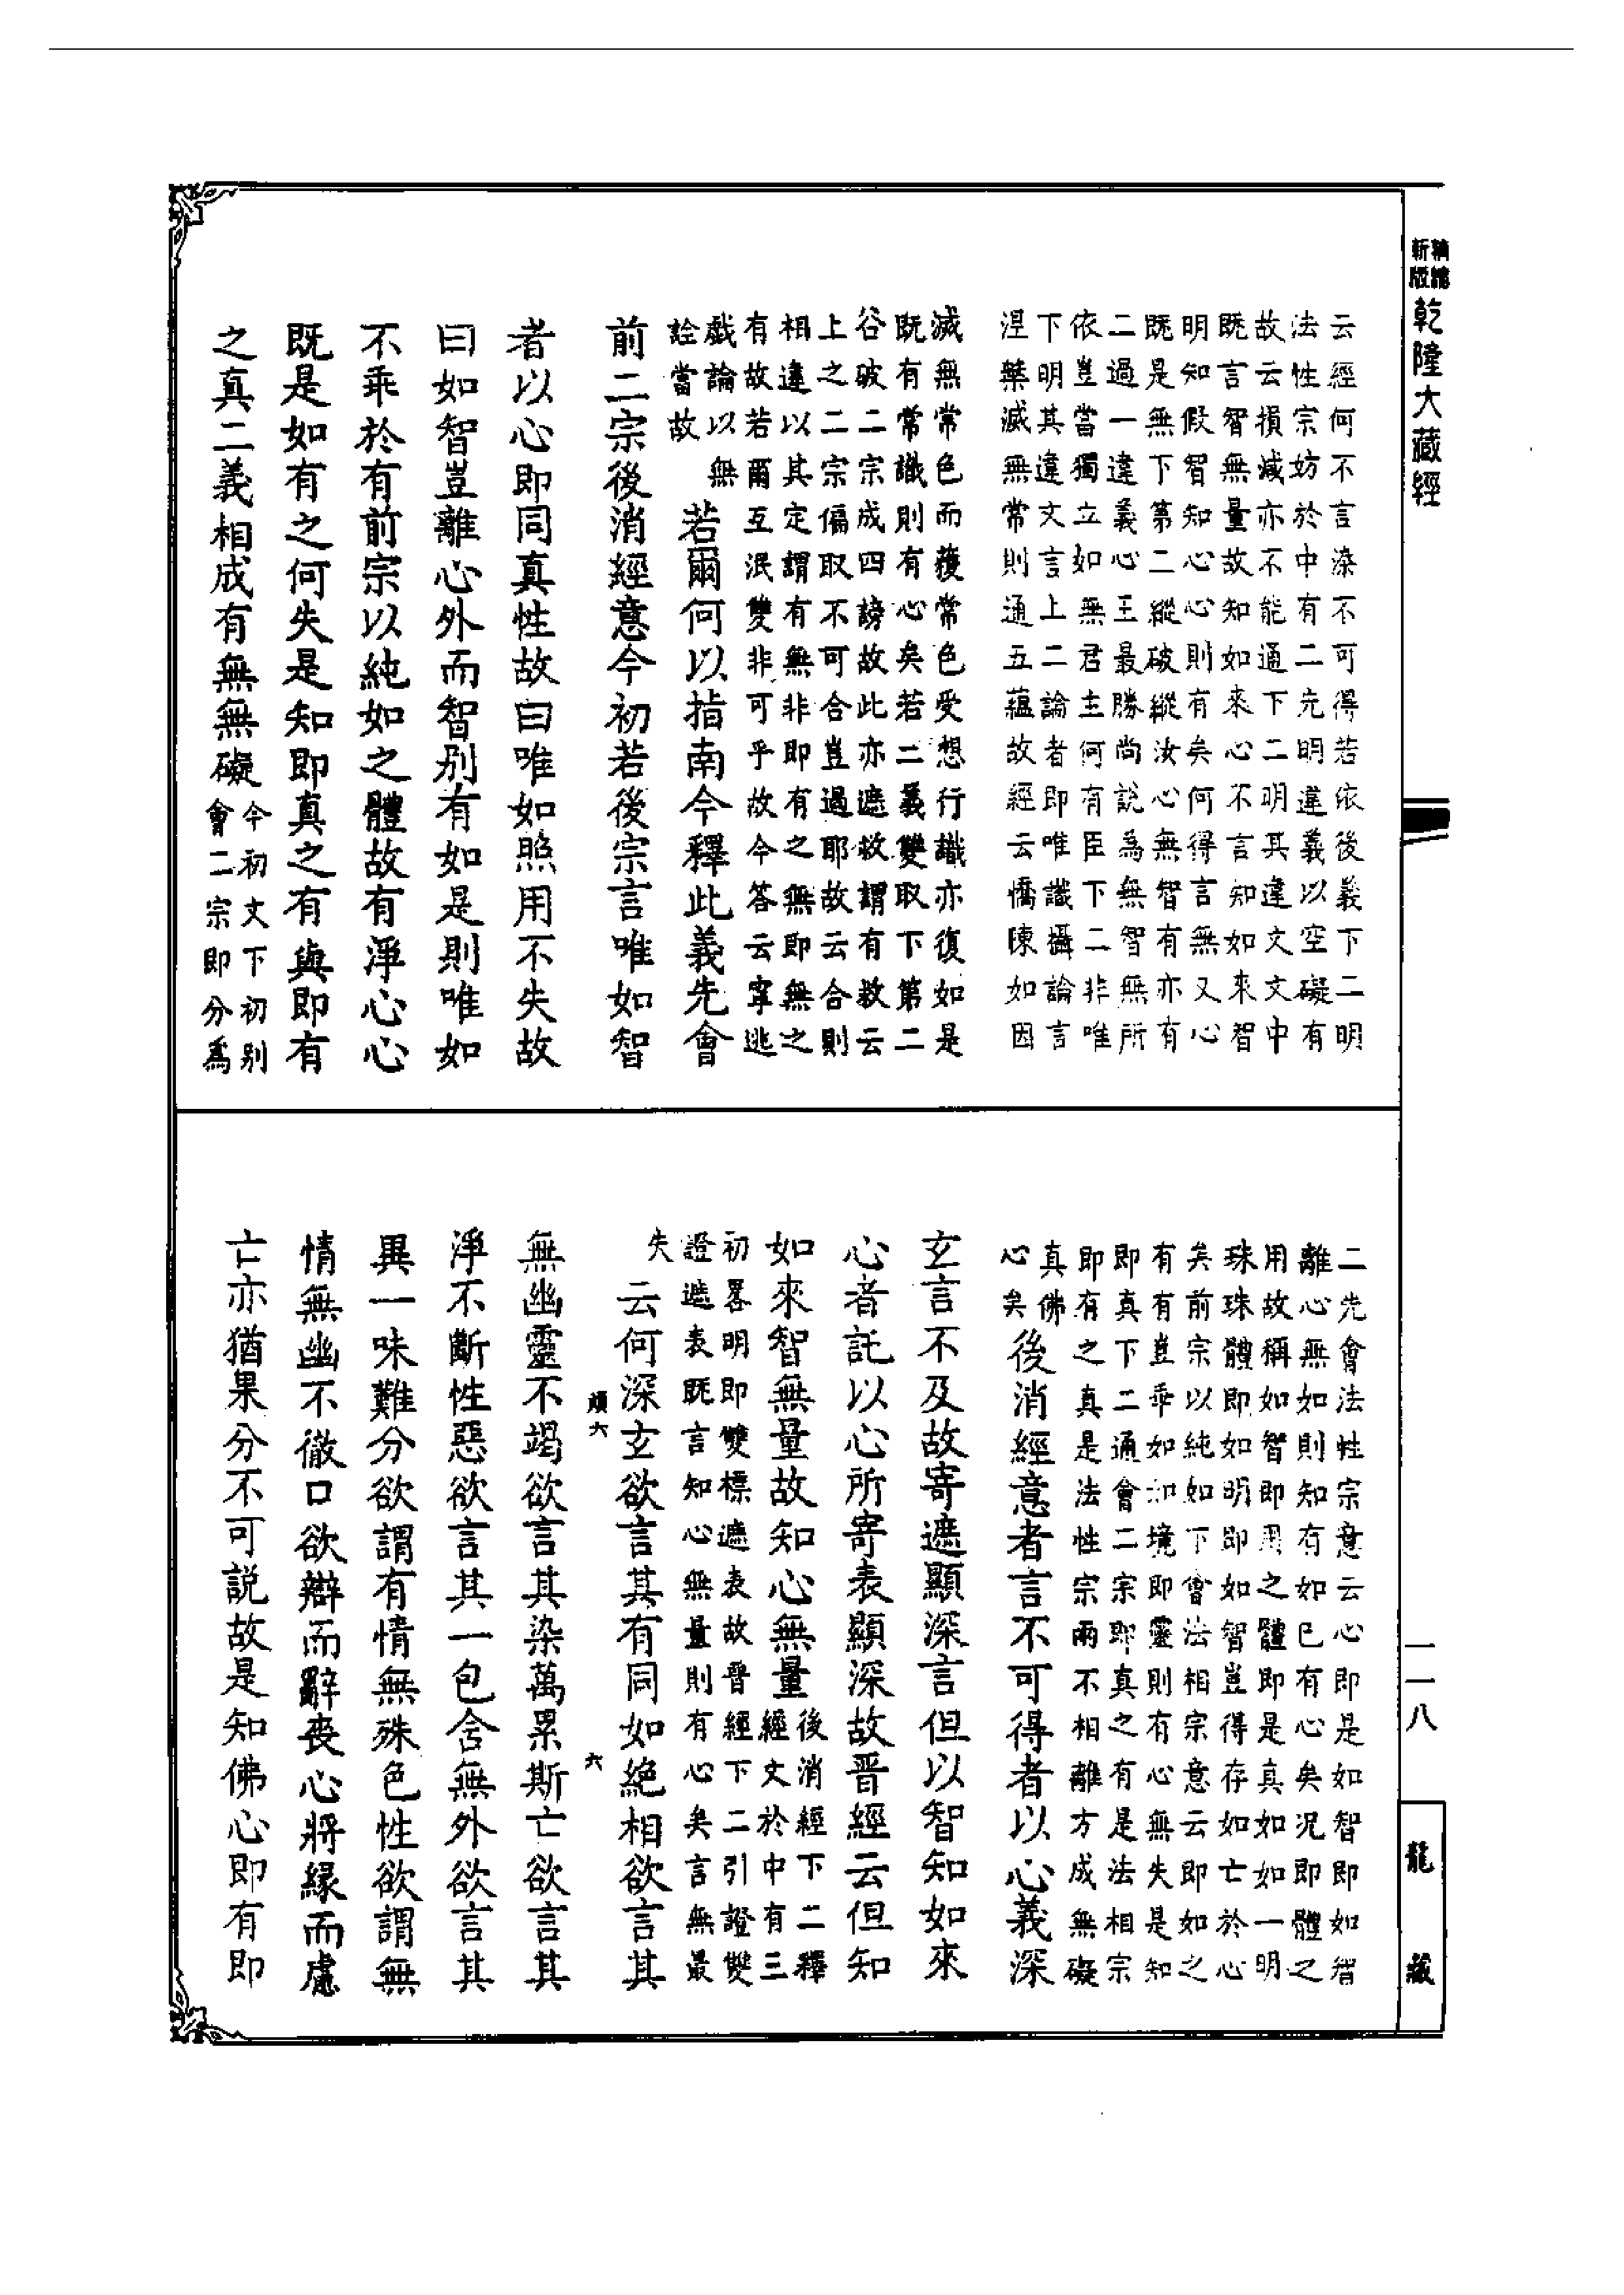 精縮
新版
乾隆大藏經
一一八
龍藏
云經何不言染不可得若依後義下二明
法性宗妨於中有二先明違義以空礙有
故云損減亦不能通下二明其違文文中
既言智無量故知如來心不言知如來智
明知假智知心心則有矣何得言無又心
既是無下第二縱破縱汝心無智有亦有
二過一違義心王最勝尚說為無智無所
依豈當獨立如無君主何有臣下二非唯
下明其違文言上二論者即唯識攝論言
涅槃滅無常則通五蘊故經云憍陳如因
滅無常色而獲常色受想行識亦復如是
既有常識則有心矣若二義雙取下第二
谷破二宗成四謗故此亦遮救謂有救云
上之二宗偏取不可合豈過耶故云合則
相違以其定謂有無非即有之無即無之
有故若爾互泯雙非可乎故今答云寧逃
戲論以無
詮當故
若爾何以指南今釋此義先會
前二宗後消經意今初若後宗言唯如智
者以心即同真性故曰唯如照用不失故
曰如智豈離心外而智別有如是則唯如
不乖於有前宗以純如之體故有淨心心
既是如有之何失是知即真之有與即有
之真二義相成有無無礙
今初文下初別
會二宗即分為
二先會法性宗意云心即是如智即如智
離心無如則知有如已有心矣況即體之
用故稱如智即用之體即是真如如一明
珠珠體即如明即如智豈得存如亡於心
矣前宗以純如下會法相宗意云即如之
有有豈乖如如境即靈則有心無失是知
即真下二通會二宗即真之有是法相宗
即有之真是法性宗兩不相離方成無礙
真佛
心矣
後消經意者言不可得者以心義深
玄言不及故寄遮顯深言但以智知如來
心者託以心所寄表顯深故晉經云但知
如來智無量故知心無量
後消經下二釋
經文於中有三
初畧明即雙標遮表故晉經下二引證雙
證遮表既言知心無量則有心矣言無最
失
云何深玄欲言其有同如絕相欲言其
頑六
六
無幽靈不竭欲言其染萬累斯亡欲言其
淨不斷性惡欲言其一包含無外欲言其
異一味難分欲謂有情無殊色性欲謂無
情無幽不徹口欲辯而辭喪心將緣而慮
亡亦猶果分不可説故是知佛心即有即